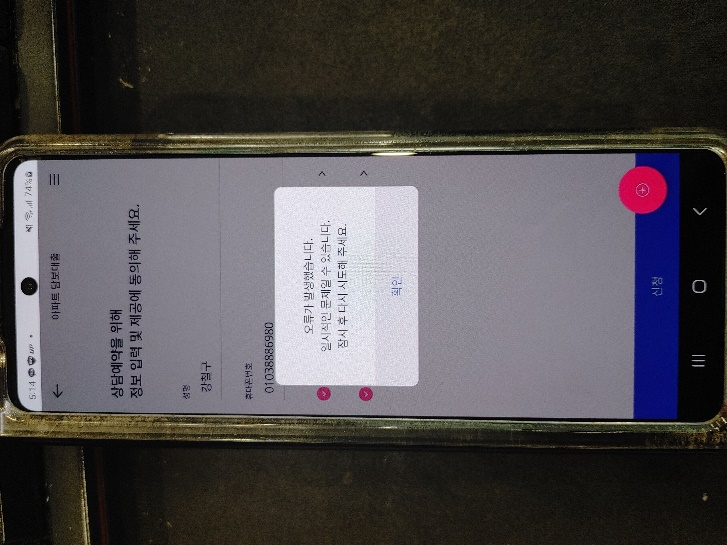 5:14
74%
아파트 담보대출
상담예약을 위해
정보 입력 및 제공에 동의해 주세요.
성명
강철구
휴대폰번호
01038886980
오류가 발생했습니다.
일시적인 문제일 수 있습니다.
잠시 후 다시 시도해 주세요.
확인
신청